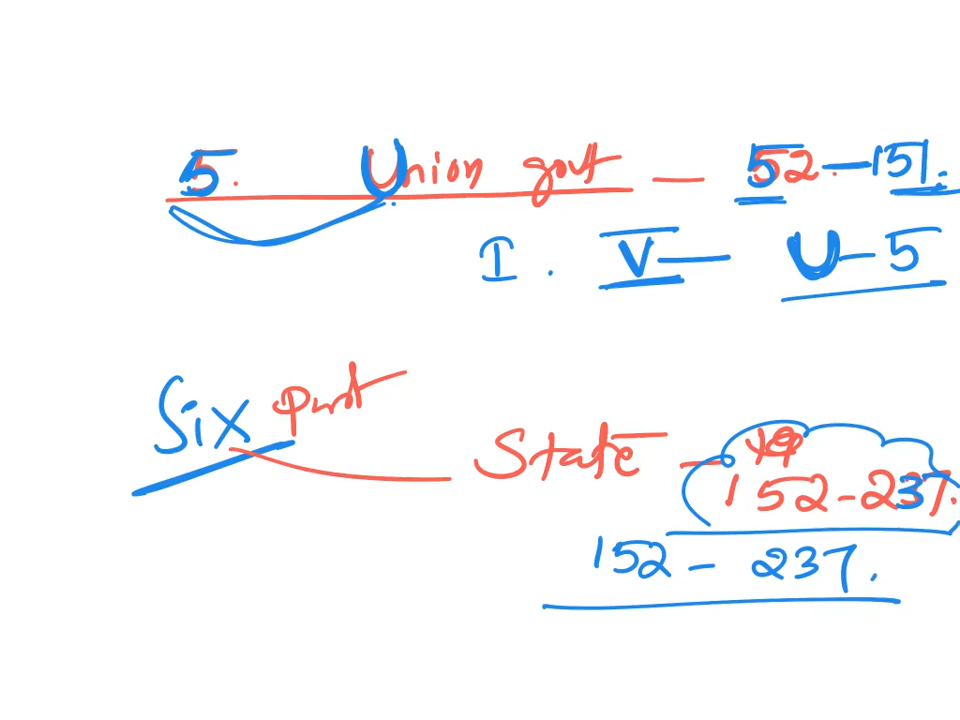 5. Union govt — 52-151.
I. V — U-5
Six part
State — 152-237.
152 - 237.